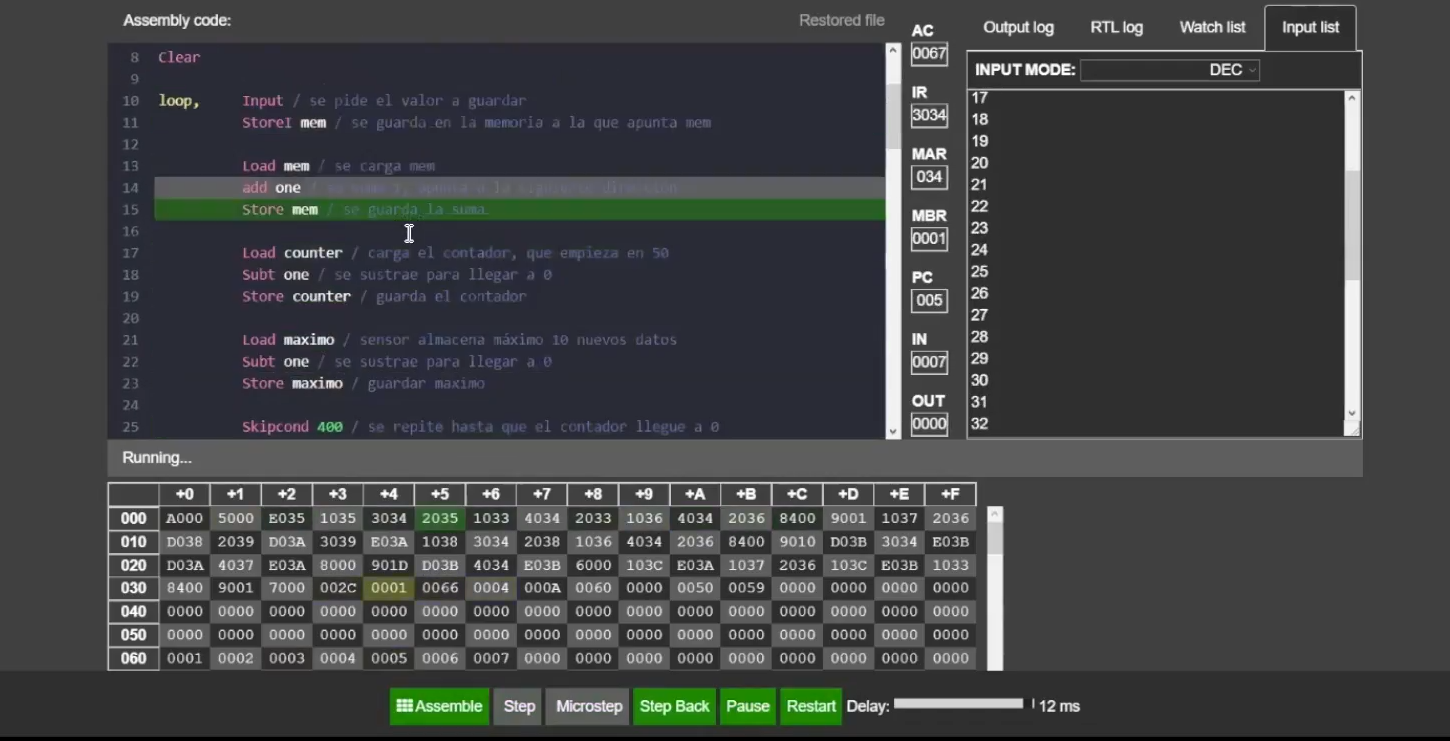 Assembly code:
Restored file
8 Clear
9
10 loop, Input / se pide el valor a guardar
11 StoreI mem / se guarda en la memoria a la que apunta mem
12
13 Load mem / se carga mem
14 add one /
15 Store mem / se guarda la suma
16
17 Load counter / carga el contador, que empieza en 50
18 Subt one / se sustrae para llegar a 0
19 Store counter / guarda el contador
20
21 Load maximo / sensor almacena máximo 10 nuevos datos
22 Subt one / se sustrae para llegar a 0
23 Store maximo / guardar maximo
24
25 Skipcond 400 / se repite hasta que el contador llegue a 0
AC
0067
IR
3034
MAR
034
MBR
0001
PC
005
IN
0007
OUT
0000
Output log RTL log Watch list Input list
INPUT MODE: DEC
17
18
19
20
21
22
23
24
25
26
27
28
29
30
31
32
Running...
+0 +1 +2 +3 +4 +5 +6 +7 +8 +9 +A +B +C +D +E +F
000 A000 5000 E035 1035 3034 2035 1033 4034 2033 1036 4034 2036 8400 9001 1037 2036
010 D038 2039 D03A 3039 E03A 1038 3034 2038 1036 4034 2036 8400 9010 D03B 3034 E03B
020 D03A 4037 E03A 8000 901D D03B 4034 E03B 6000 103C E03A 1037 2036 103C E03B 1033
030 8400 9001 7000 002C 0001 0066 0004 000A 0060 0000 0050 0059 0000 0000 0000 0000
040 0000 0000 0000 0000 0000 0000 0000 0000 0000 0000 0000 0000 0000 0000 0000 0000
050 0000 0000 0000 0000 0000 0000 0000 0000 0000 0000 0000 0000 0000 0000 0000 0000
060 0001 0002 0003 0004 0005 0006 0007 0000 0000 0000 0000 0000 0000 0000 0000 0000
Assemble Step Microstep Step Back Pause Restart Delay: 12 ms